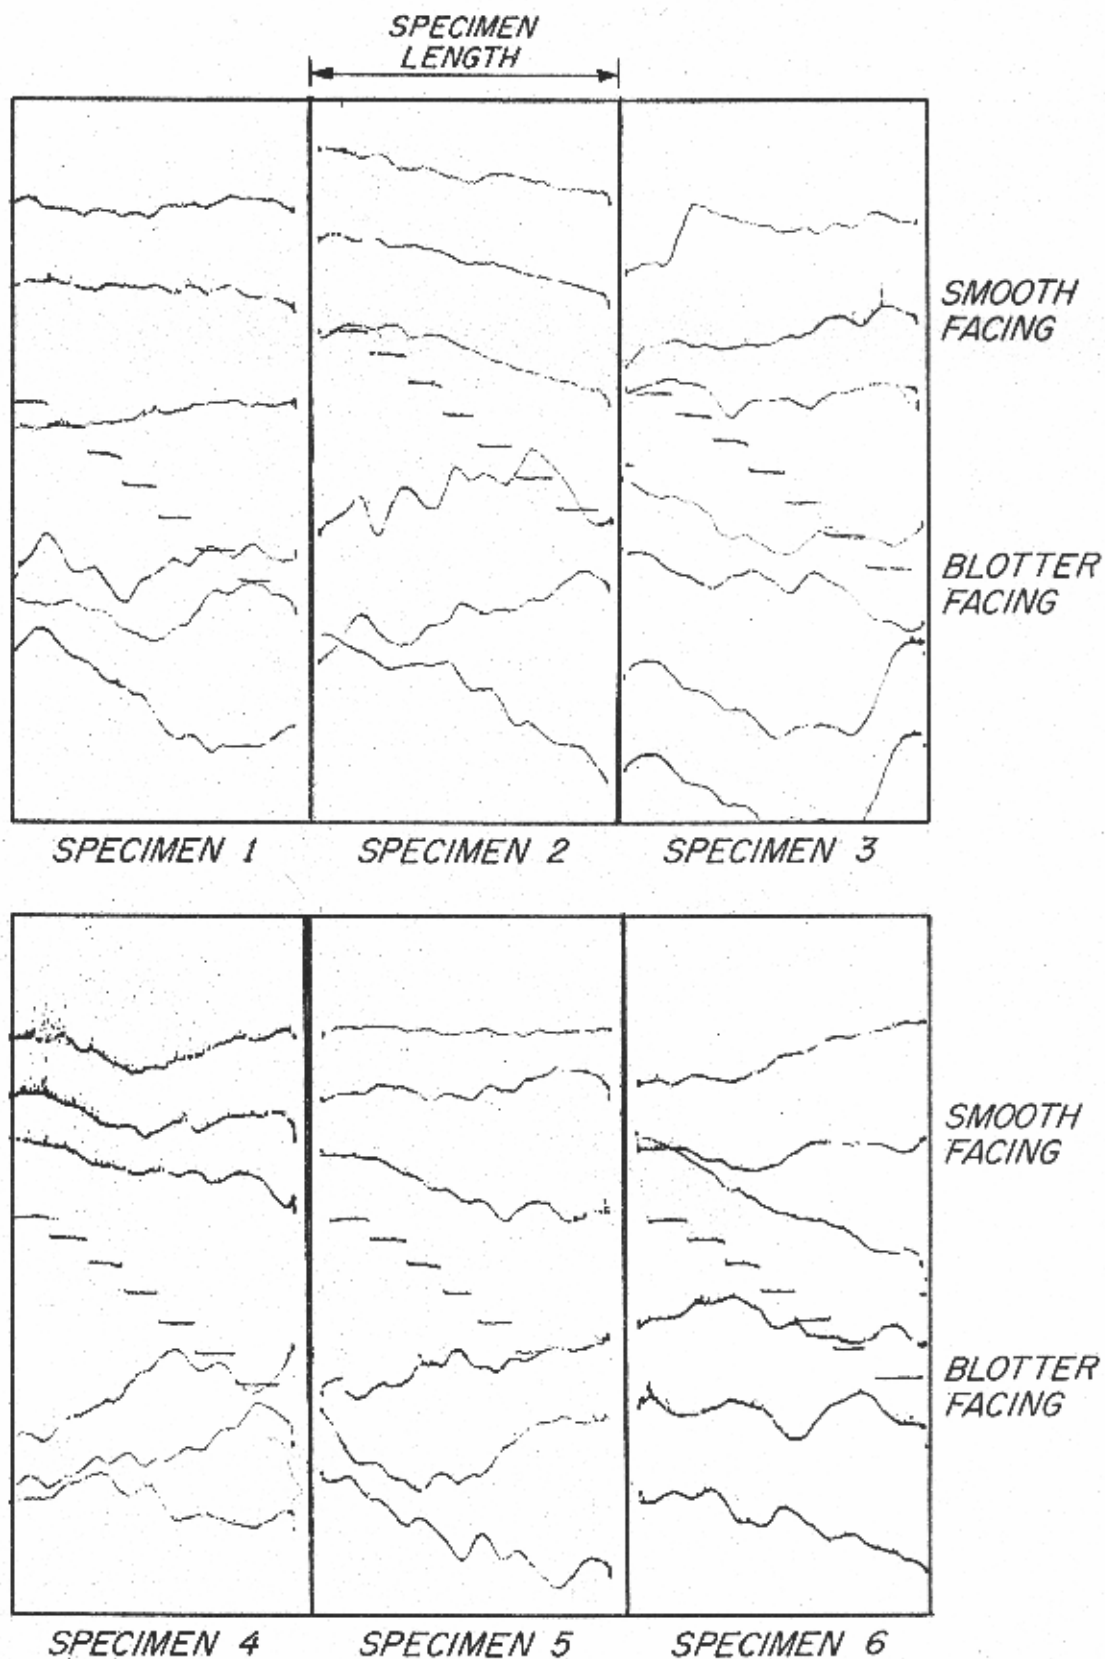 SPECIMEN
LENGTH
SMOOTH
FACING
BLOTTER
FACING
SPECIMEN 1
SPECIMEN 2
SPECIMEN 3
SMOOTH
FACING
BLOTTER
FACING
SPECIMEN 4
SPECIMEN 5
SPECIMEN 6